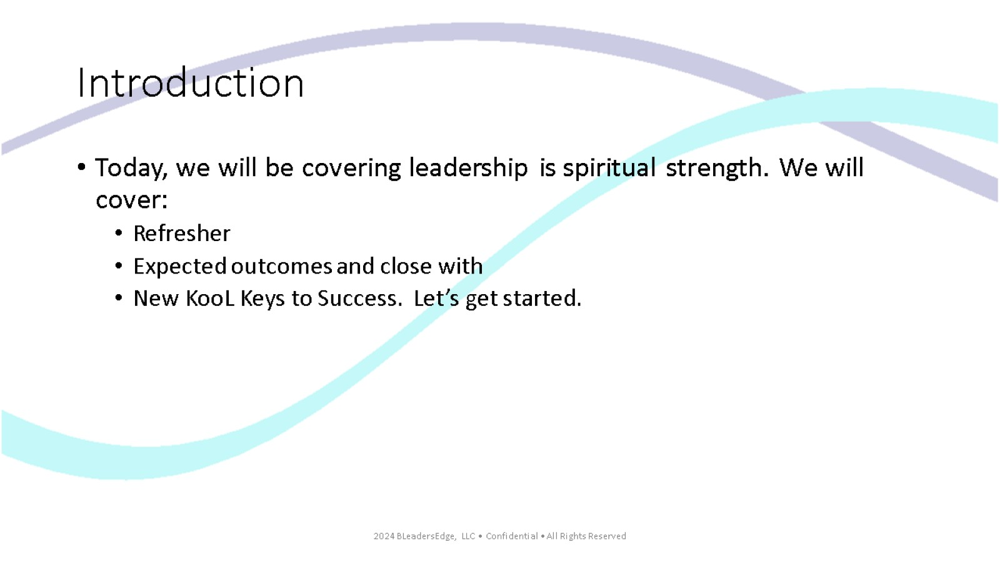 Introduction
• Today, we will be covering leadership is spiritual strength. We will
cover:
• Refresher
• Expected outcomes and close with
• New KooL Keys to Success. Let’s get started.
2024 BLeadersEdge, LLC • Confidential • All Rights Reserved